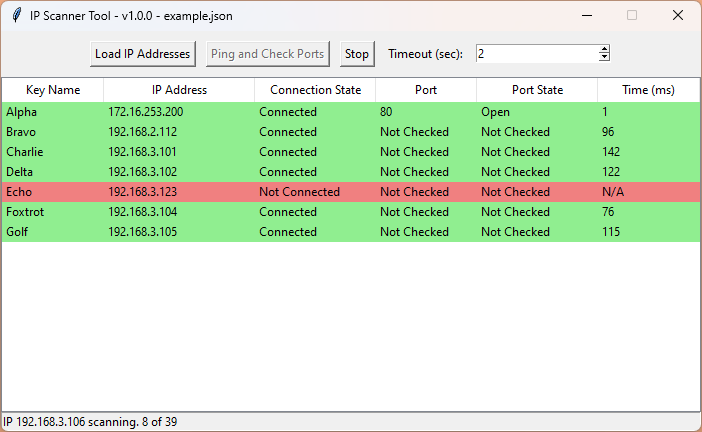 IP Scanner Tool - v1.0.0 - example.json
Load IP Addresses Ping and Check Ports Stop Timeout (sec): 2
Key Name IP Address Connection State Port Port State Time (ms)
Alpha 172.16.253.200 Connected 80 Open 1
Bravo 192.168.2.112 Connected Not Checked Not Checked 96
Charlie 192.168.3.101 Connected Not Checked Not Checked 142
Delta 192.168.3.102 Connected Not Checked Not Checked 122
Echo 192.168.3.123 Not Connected Not Checked Not Checked N/A
Foxtrot 192.168.3.104 Connected Not Checked Not Checked 76
Golf 192.168.3.105 Connected Not Checked Not Checked 115
IP 192.168.3.106 scanning. 8 of 39